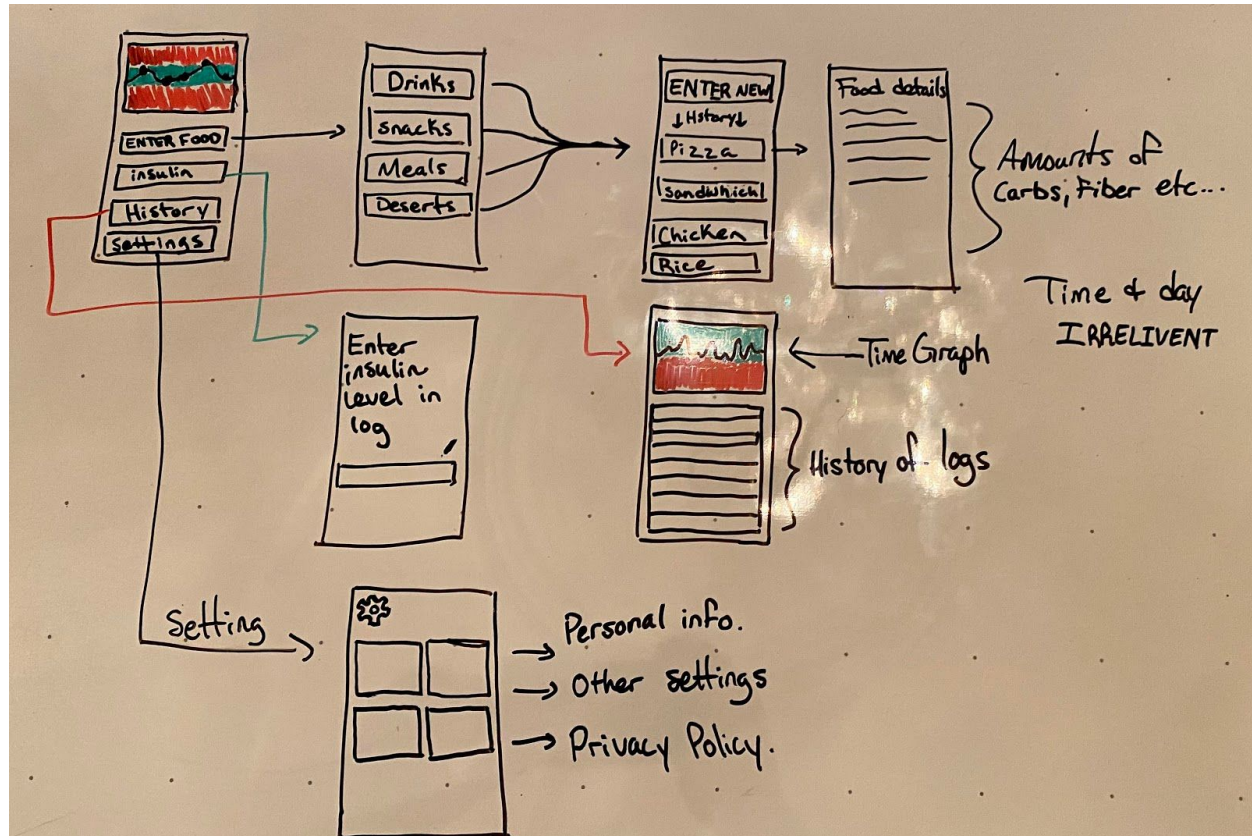 ENTER FOOD
insulin
History
settings
Drinks
snacks
Meals
Deserts
ENTER NEW
↓History↓
Pizza
Sandwhich
Chicken
Rice
Food details
Amounts of
Carbs, Fiber etc...
Time & day
IRRELIVENT
Enter
insulin
Level in
log
Time Graph
History of logs
Setting
Personal info.
Other settings
Privacy Policy.